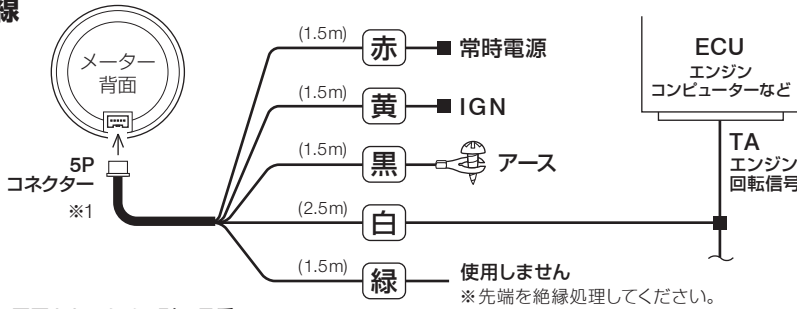 線
メーター
背面
5P
コネクター
※1
(1.5m) 赤 常時電源
(1.5m) 黄 IGN
(1.5m) 黒 アース
(2.5m) 白
(1.5m) 緑 使用しません
※先端を絶縁処理してください。
ECU
エンジン
コンピューターなど
TA
エンジン
回転信号